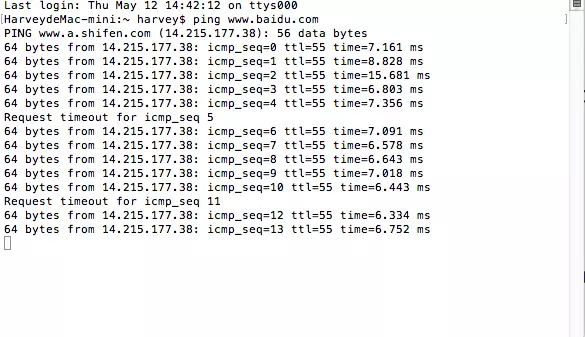 Last login: Thu May 12 14:42:12 on ttys000
[HarveydeMac-mini:~ harvey$ ping www.baidu.com ]
PING www.a.shifen.com (14.215.177.38): 56 data bytes
64 bytes from 14.215.177.38: icmp_seq=0 ttl=55 time=7.161 ms
64 bytes from 14.215.177.38: icmp_seq=1 ttl=55 time=8.828 ms
64 bytes from 14.215.177.38: icmp_seq=2 ttl=55 time=15.681 ms
64 bytes from 14.215.177.38: icmp_seq=3 ttl=55 time=6.803 ms
64 bytes from 14.215.177.38: icmp_seq=4 ttl=55 time=7.356 ms
Request timeout for icmp_seq 5
64 bytes from 14.215.177.38: icmp_seq=6 ttl=55 time=7.091 ms
64 bytes from 14.215.177.38: icmp_seq=7 ttl=55 time=6.578 ms
64 bytes from 14.215.177.38: icmp_seq=8 ttl=55 time=6.643 ms
64 bytes from 14.215.177.38: icmp_seq=9 ttl=55 time=7.018 ms
64 bytes from 14.215.177.38: icmp_seq=10 ttl=55 time=6.443 ms
Request timeout for icmp_seq 11
64 bytes from 14.215.177.38: icmp_seq=12 ttl=55 time=6.334 ms
64 bytes from 14.215.177.38: icmp_seq=13 ttl=55 time=6.752 ms